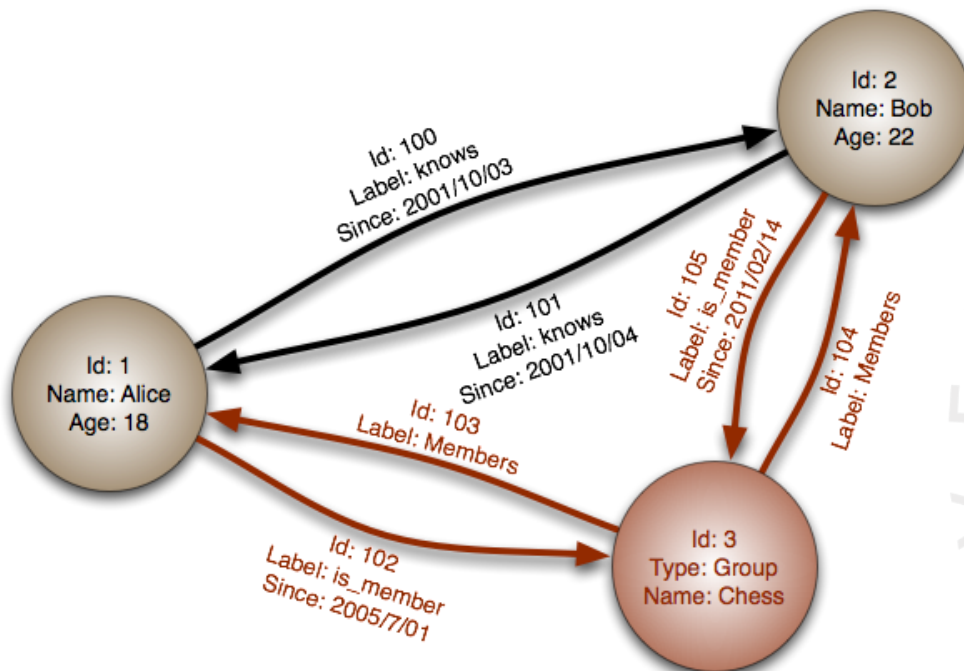 Id: 2
Name: Bob
Age: 22
Id: 100
Label: knows
Since: 2001/10/03
Id: 101
Label: knows
Since: 2001/10/04
Id: 105
Label: is_member
Since: 2011/02/14
Id: 104
Label: Members
Id: 1
Name: Alice
Age: 18
Id: 103
Label: Members
Id: 102
Label: is_member
Since: 2005/7/01
Id: 3
Type: Group
Name: Chess